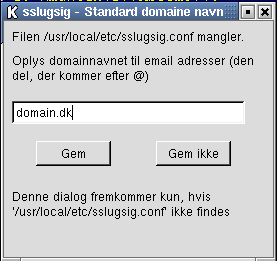 sslugsig - Standard domaine navn
Filen /usr/local/etc/sslugsig.conf mangler.
Oplys domainnavnet til email adresser (den
del, der kommer efter @)
domain.dk
Gem
Gem ikke
Denne dialog fremkommer kun, hvis
'/usr/local/etc/sslugsig.conf' ikke findes